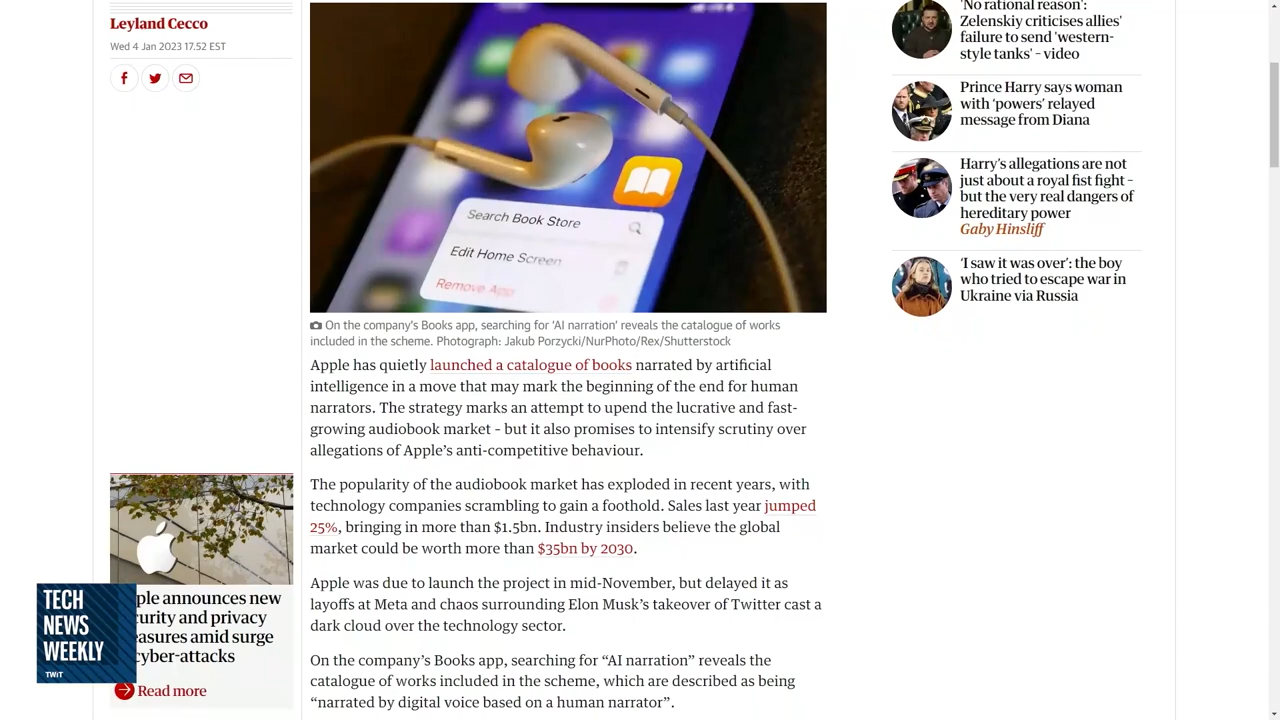 Leyland Cecco
Wed 4 Jan 2023 17.52 EST
Search Book Store
Edit Home Screen
Remove App
On the company's Books app, searching for 'AI narration' reveals the catalogue of works
included in the scheme. Photograph: Jakub Porzycki/NurPhoto/Rex/Shutterstock
Apple has quietly launched a catalogue of books narrated by artificial
intelligence in a move that may mark the beginning of the end for human
narrators. The strategy marks an attempt to upend the lucrative and fast-
growing audiobook market – but it also promises to intensify scrutiny over
allegations of Apple's anti-competitive behaviour.
The popularity of the audiobook market has exploded in recent years, with
technology companies scrambling to gain a foothold. Sales last year jumped
25%, bringing in more than $1.5bn. Industry insiders believe the global
market could be worth more than $35bn by 2030.
Apple was due to launch the project in mid-November, but delayed it as
layoffs at Meta and chaos surrounding Elon Musk's takeover of Twitter cast a
dark cloud over the technology sector.
On the company's Books app, searching for “AI narration” reveals the
catalogue of works included in the scheme, which are described as being
“narrated by digital voice based on a human narrator”.
ple announces new
curity and privacy
easures amid surge
cyber-attacks
Read more
TECH
NEWS
WEEKLY
TWiT
'No rational reason':
Zelenskiy criticises allies'
failure to send 'western-
style tanks' – video
Prince Harry says woman
with 'powers' relayed
message from Diana
Harry's allegations are not
just about a royal fist fight –
but the very real dangers of
hereditary power
Gaby Hinsliff
'I saw it was over': the boy
who tried to escape war in
Ukraine via Russia